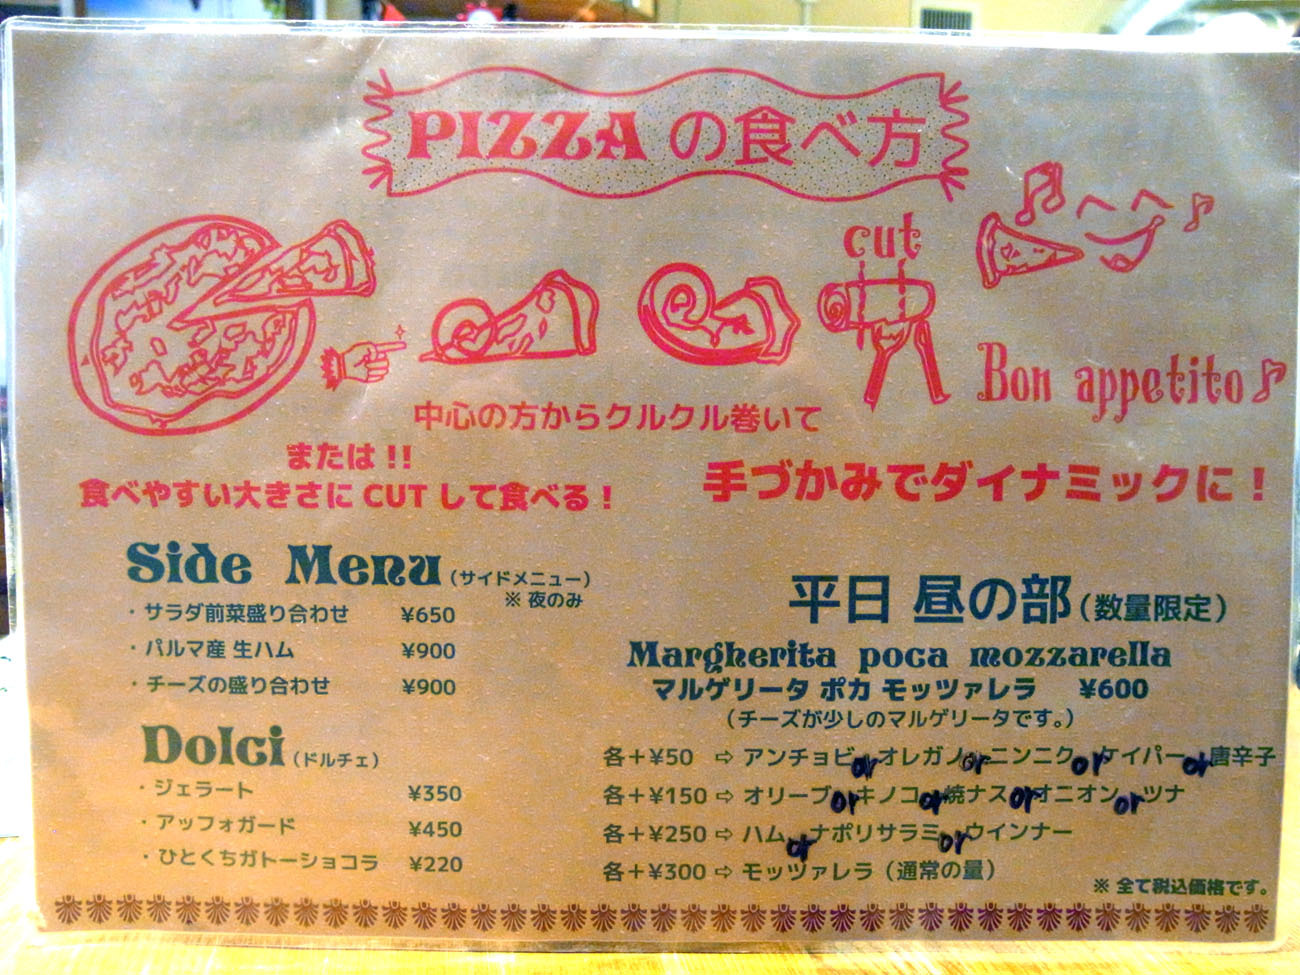 PIZZA の食べ方
cut
Bon appetito
中心の方からクルクル巻いて
または!!
食べやすい大きさに CUT して食べる！
手づかみでダイナミックに！
Side Menu（サイドメニュー）
※ 夜のみ
・サラダ前菜盛り合わせ ¥650
・パルマ産 生ハム ¥900
・チーズの盛り合わせ ¥900
Dolci（ドルチェ）
・ジェラート ¥350
・アッフォガード ¥450
・ひとくちガトーショコラ ¥220
平日 昼の部（数量限定）
Margherita poca mozzarella
マルゲリータ ポカ モッツァレラ ¥600
（チーズが少しのマルゲリータです。）
各＋¥50 ⇨ アンチョビ or オレガノ or ニンニク or ケイパー or 唐辛子
各＋¥150 ⇨ オリーブ or キノコ or 焼ナス or オニオン or ツナ
各＋¥250 ⇨ ハム or ナポリサラミ or ウインナー
各＋¥300 ⇨ モッツァレラ（通常の量）
※ 全て税込価格です。